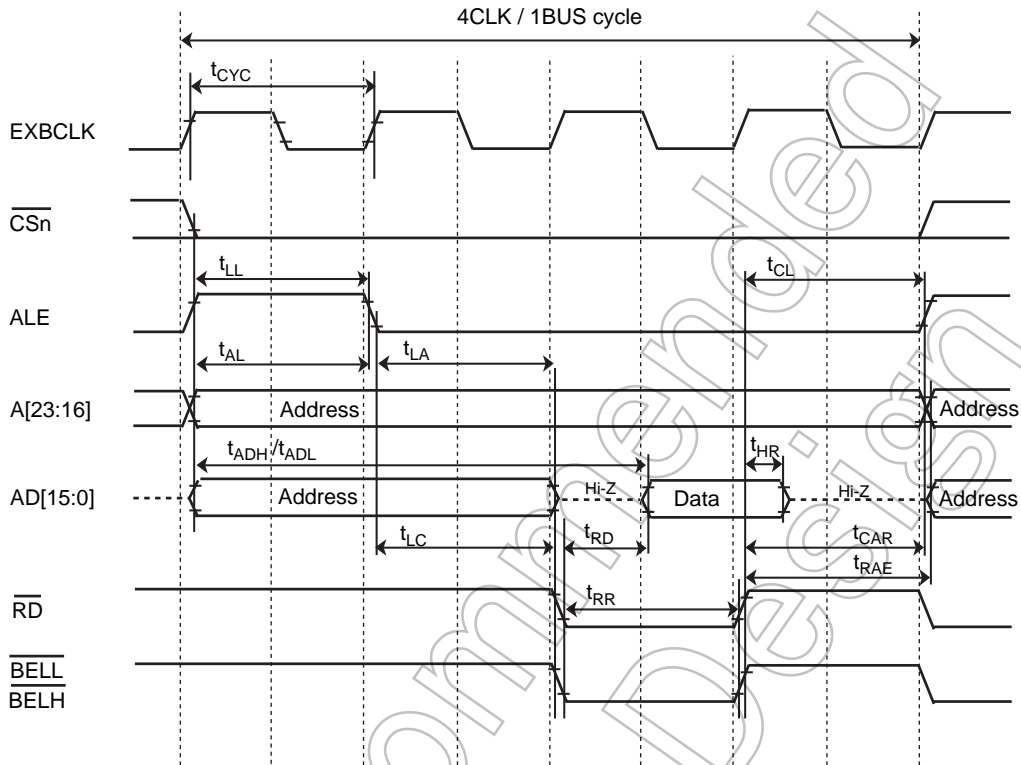 4CLK / 1BUS cycle
tCYC
EXBCLK
CSn
tLL
tCL
ALE
tAL
tLA
A[23:16]
Address
Address
tADH /tADL
tHR
AD[15:0]
Address
Hi-Z
Data
Hi-Z
Address
tLC
tRD
tCAR
tRAE
RD
tRR
BELL
BELH